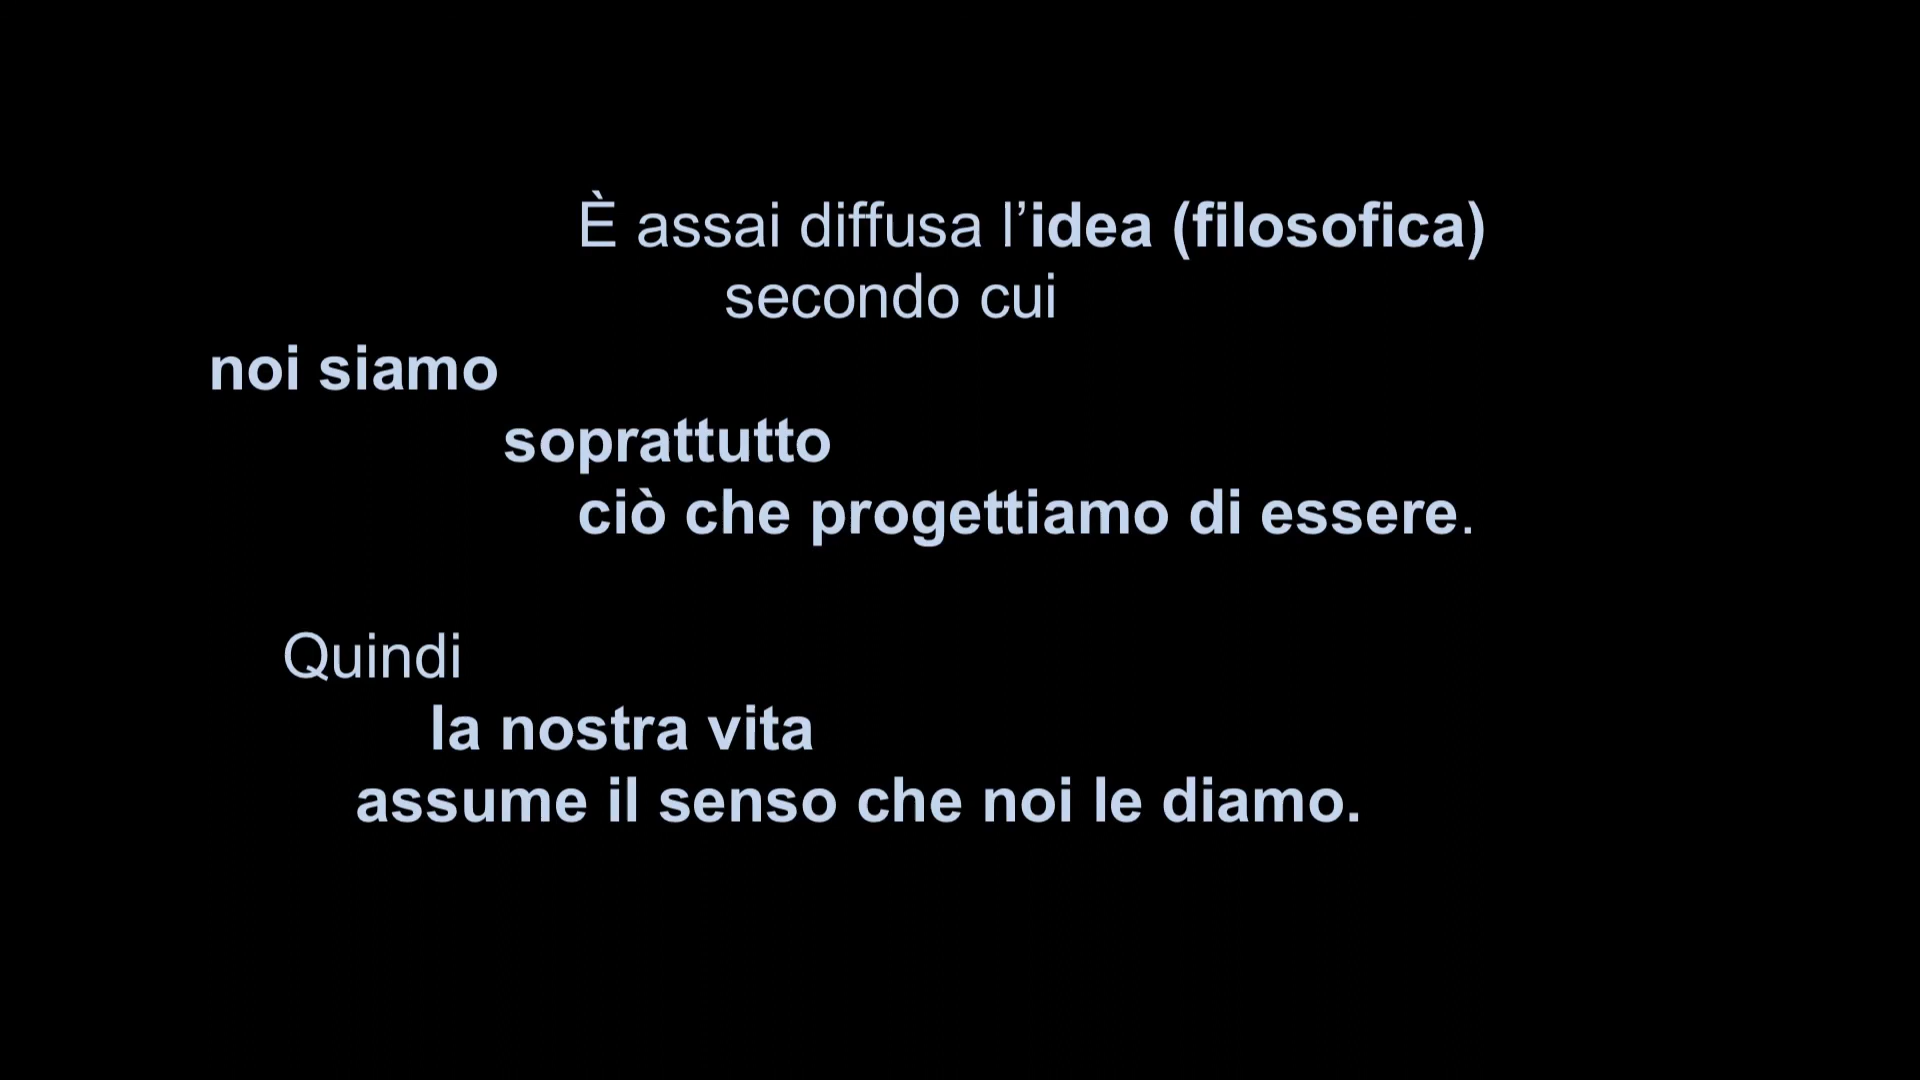 È assai diffusa l’idea (filosofica)
secondo cui
noi siamo
soprattutto
ciò che progettiamo di essere.
Quindi
la nostra vita
assume il senso che noi le diamo.